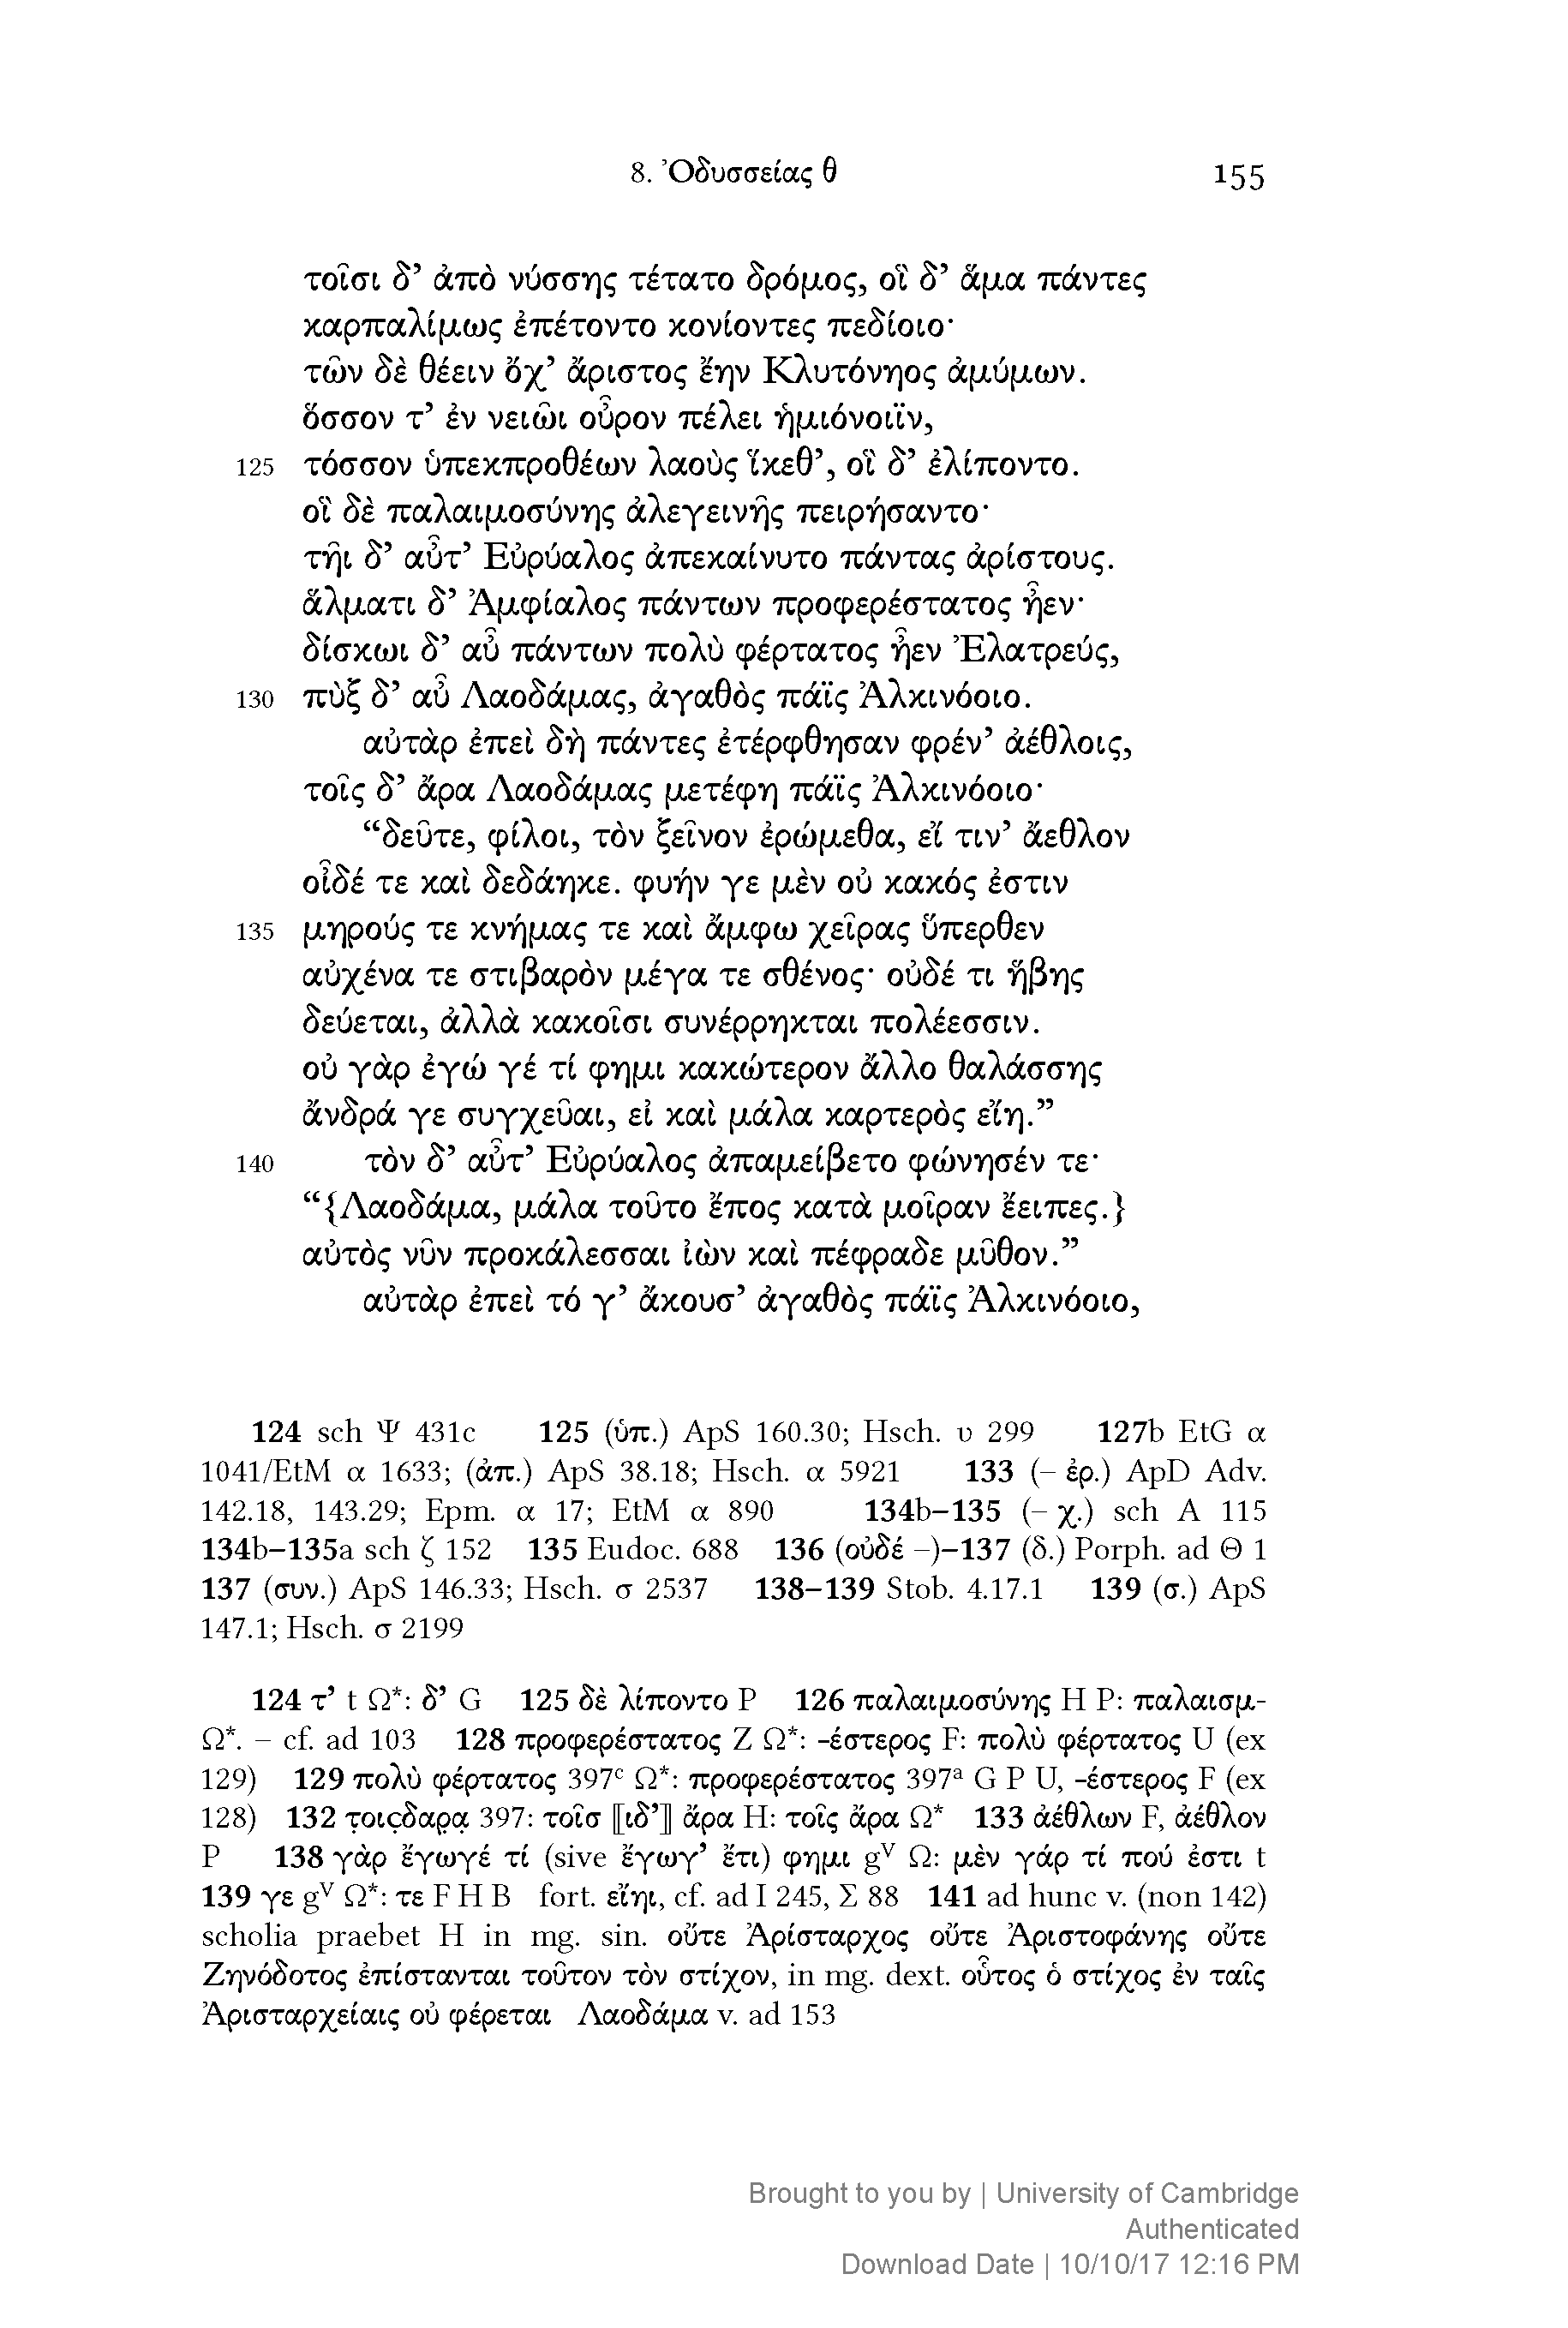 8. Ὀδυσσείας θ 155
τοῖσι δ’ ἀπὸ νύσσης τέτατο δρόμος, οἳ δ’ ἅμα πάντες
καρπαλίμως ἐπέτοντο κονίοντες πεδίοιο·
τῶν δὲ θέειν ὄχ’ ἄριστος ἔην Κλυτόνηος ἀμύμων.
ὅσσον τ’ ἐν νειῶι οὖρον πέλει ἡμιόνοιϊν,
125 τόσσον ὑπεκπροθέων λαοὺς ἵκεθ’, οἳ δ’ ἐλίποντο.
οἳ δὲ παλαιμοσύνης ἀλεγεινῆς πειρήσαντο·
τῆι δ’ αὖτ’ Εὐρύαλος ἀπεκαίνυτο πάντας ἀρίστους.
ἅλματι δ’ Ἀμφίαλος πάντων προφερέστατος ἦεν·
δίσκωι δ’ αὖ πάντων πολὺ φέρτατος ἦεν Ἐλατρεύς,
130 πὺξ δ’ αὖ Λαοδάμας, ἀγαθὸς πάϊς Ἀλκινόοιο.
αὐτὰρ ἐπεὶ δὴ πάντες ἐτέρφθησαν φρέν’ ἀέθλοις,
τοῖς δ’ ἄρα Λαοδάμας μετέφη πάϊς Ἀλκινόοιο·
“δεῦτε, φίλοι, τὸν ξεῖνον ἐρώμεθα, εἴ τιν’ ἄεθλον
οἶδέ τε καὶ δεδάηκε. φυήν γε μὲν οὐ κακός ἐστιν
135 μηρούς τε κνήμας τε καὶ ἄμφω χεῖρας ὕπερθεν
αὐχένα τε στιβαρὸν μέγα τε σθένος· οὐδέ τι ἥβης
δεύεται, ἀλλὰ κακοῖσι συνέρρηκται πολέεσσιν.
οὐ γὰρ ἐγώ γέ τί φημι κακώτερον ἄλλο θαλάσσης
ἄνδρά γε συγχεῦαι, εἰ καὶ μάλα καρτερὸς εἴη.”
140 τὸν δ’ αὖτ’ Εὐρύαλος ἀπαμείβετο φώνησέν τε·
“{Λαοδάμα, μάλα τοῦτο ἔπος κατὰ μοῖραν ἔειπες.}
αὐτὸς νῦν προκάλεσσαι ἰὼν καὶ πέφραδε μῦθον.”
αὐτὰρ ἐπεὶ τό γ’ ἄκουσ’ ἀγαθὸς πάϊς Ἀλκινόοιο,
124 sch Ψ 431c 125 (ὑπ.) ApS 160.30; Hsch. υ 299 127b EtG α
1041/EtM α 1633; (ἀπ.) ApS 38.18; Hsch. α 5921 133 (– ἐρ.) ApD Adv.
142.18, 143.29; Epm. α 17; EtM α 890 134b–135 (– χ.) sch A 115
134b–135a sch ζ 152 135 Eudoc. 688 136 (οὐδέ –)–137 (δ.) Porph. ad Θ 1
137 (συν.) ApS 146.33; Hsch. σ 2537 138–139 Stob. 4.17.1 139 (σ.) ApS
147.1; Hsch. σ 2199
124 τ’ t Ω*: δ’ G 125 δὲ λίποντο P 126 παλαιμοσύνης H P: παλαισμ-
Ω*. – cf. ad 103 128 προφερέστατος Z Ω*: -έστερος F: πολὺ φέρτατος U (ex
129) 129 πολὺ φέρτατος 397ᶜ Ω*: προφερέστατος 397ᵃ G P U, -έστερος F (ex
128) 132 τ̣οιϲ̣δαρ̣α̣ 397: τοῖσ ⟦ιδ’⟧ ἄρα H: τοῖς ἄρα Ω* 133 ἀέθλων F, ἀέθλον
P 138 γὰρ ἔγωγέ τί (sive ἔγωγ’ ἔτι) φημι gⱽ Ω: μὲν γάρ τί πού ἐστι t
139 γε gⱽ Ω*: τε F H B fort. εἴηι, cf. ad I 245, Σ 88 141 ad hunc v. (non 142)
scholia praebet H in mg. sin. οὔτε Ἀρίσταρχος οὔτε Ἀριστοφάνης οὔτε
Ζηνόδοτος ἐπίστανται τοῦτον τὸν στίχον, in mg. dext. οὗτος ὁ στίχος ἐν ταῖς
Ἀρισταρχείαις οὐ φέρεται Λαοδάμα v. ad 153
Brought to you by | University of Cambridge
Authenticated
Download Date | 10/10/17 12:16 PM